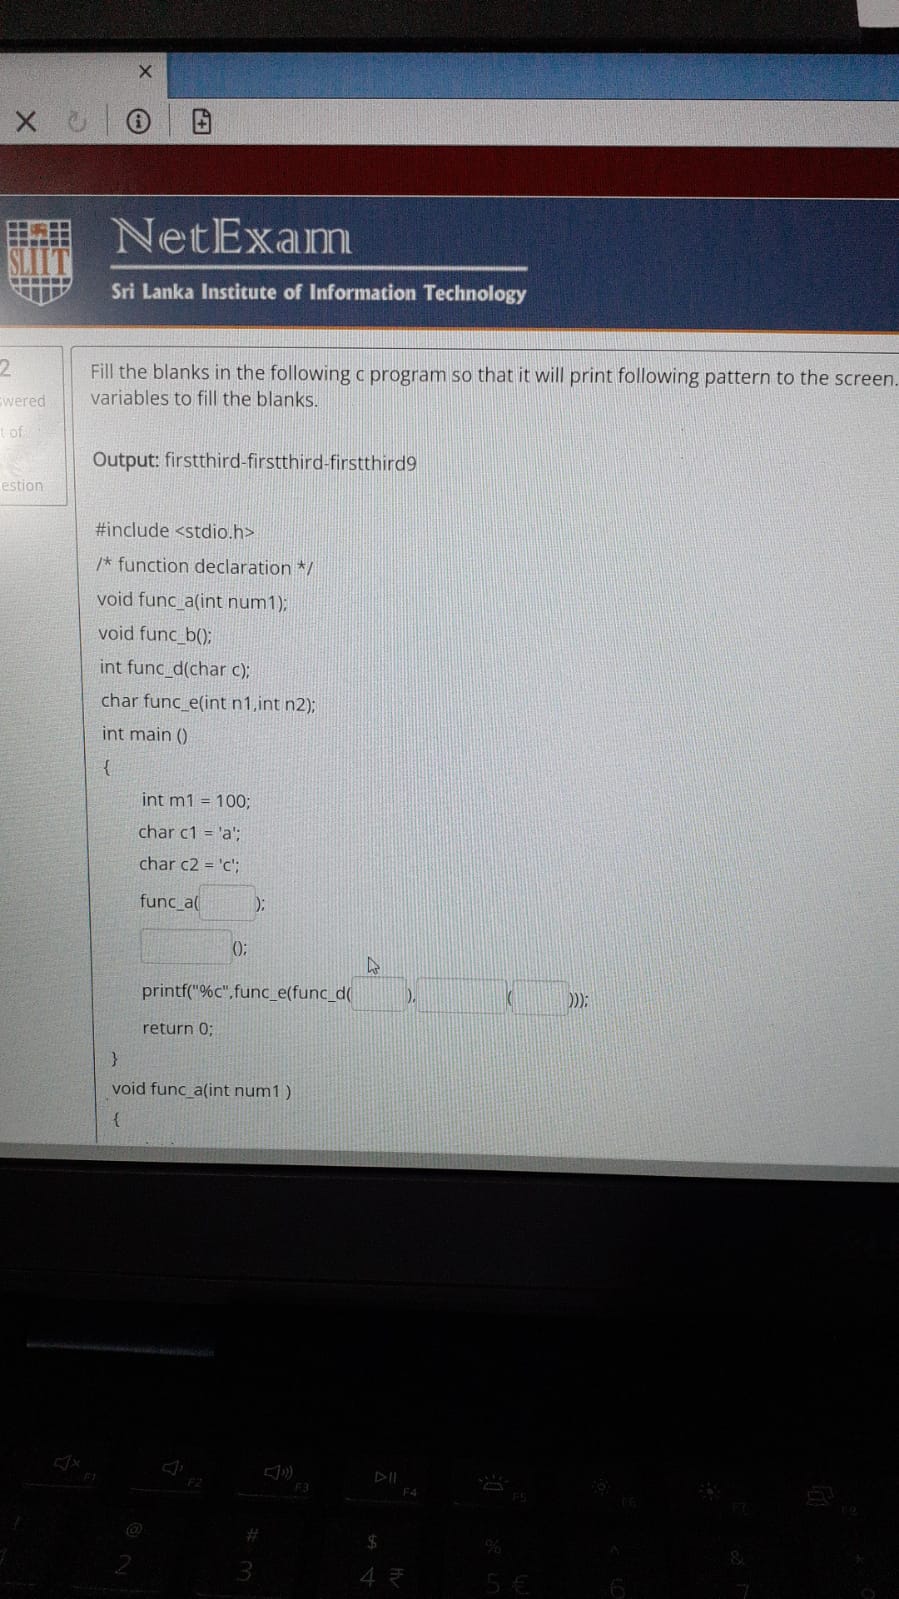 NetExam
SLIIT
Sri Lanka Institute of Information Technology
2
wered
t of
estion
Fill the blanks in the following c program so that it will print following pattern to the screen.
variables to fill the blanks.
Output: firstthird-firstthird-firstthird9
#include <stdio.h>
/* function declaration */
void func_a(int num1);
void func_b();
int func_d(char c);
char func_e(int n1,int n2);
int main ()
{
int m1 = 100;
char c1 = 'a';
char c2 = 'c';
func_a( );
();
printf("%c",func_e(func_d( ), ( )));
return 0;
}
void func_a(int num1 )
{
F1 F2 F3 F4 F5 F6 F7
@ # $ % ^ &
2 3 4 ₹ 5 € 6 7